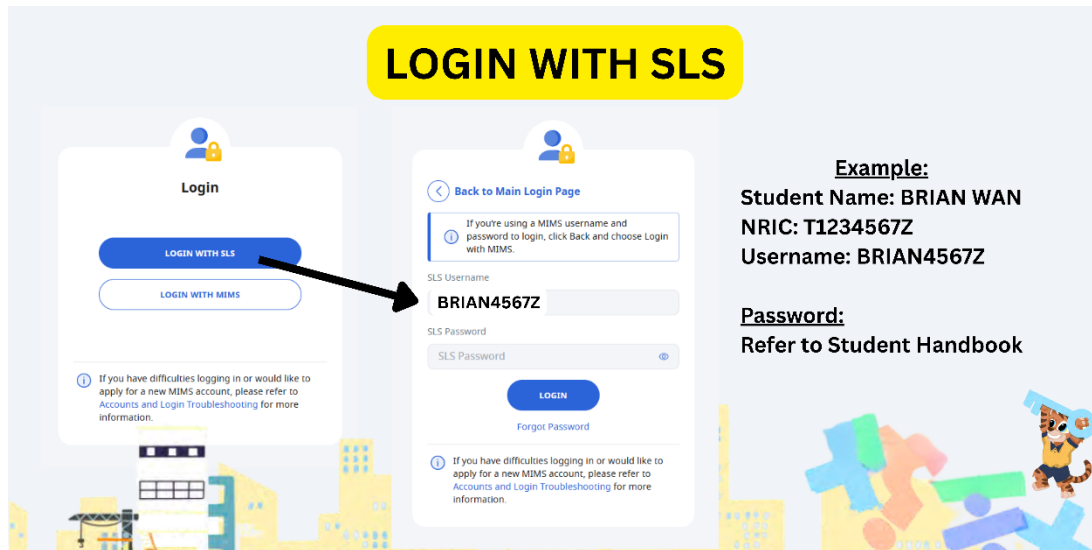 LOGIN WITH SLS
Login
LOGIN WITH SLS
LOGIN WITH MIMS
If you have difficulties logging in or would like to
apply for a new MIMS account, please refer to
Accounts and Login Troubleshooting for more
information.
Back to Main Login Page
If you're using a MIMS username and
password to login, click Back and choose Login
with MIMS.
SLS Username
BRIAN4567Z
SLS Password
SLS Password
LOGIN
Forgot Password
If you have difficulties logging in or would like to
apply for a new MIMS account, please refer to
Accounts and Login Troubleshooting for more
information.
Example:
Student Name: BRIAN WAN
NRIC: T1234567Z
Username: BRIAN4567Z
Password:
Refer to Student Handbook